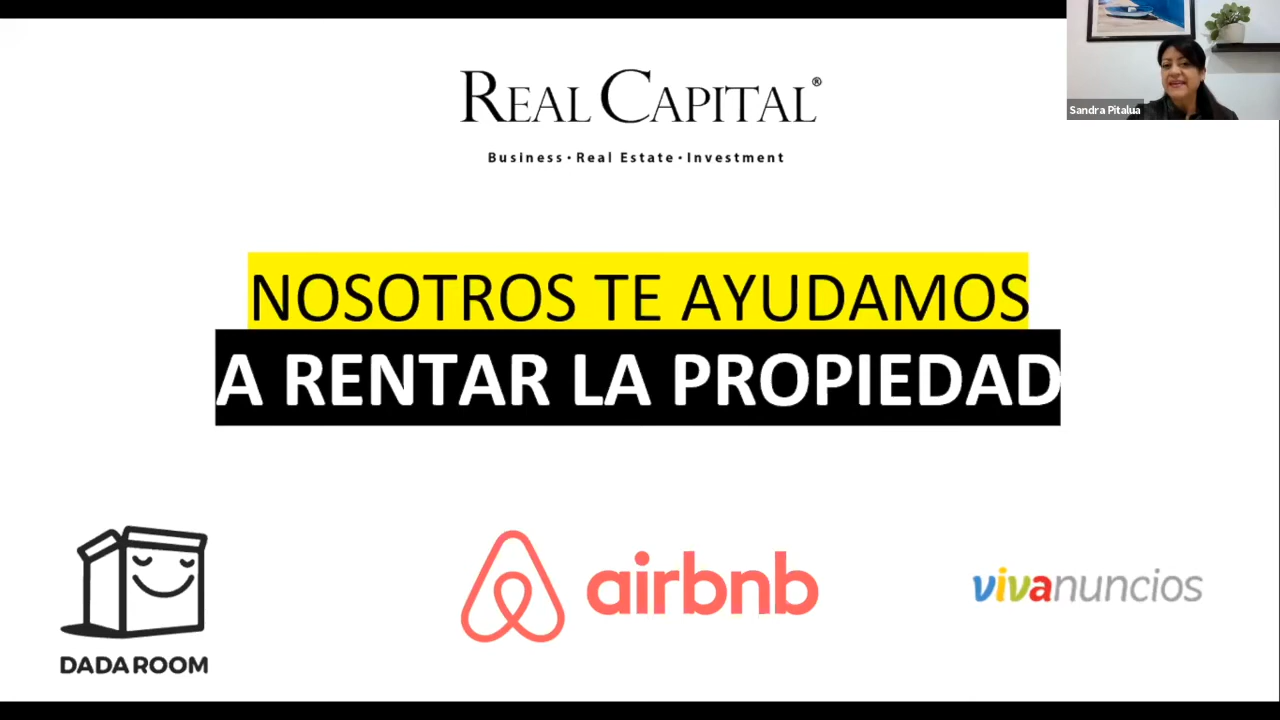 REAL CAPITAL®
Business • Real Estate • Investment
Sandra Pitalua
NOSOTROS TE AYUDAMOS
A RENTAR LA PROPIEDAD
DADA ROOM
airbnb
vivanuncios